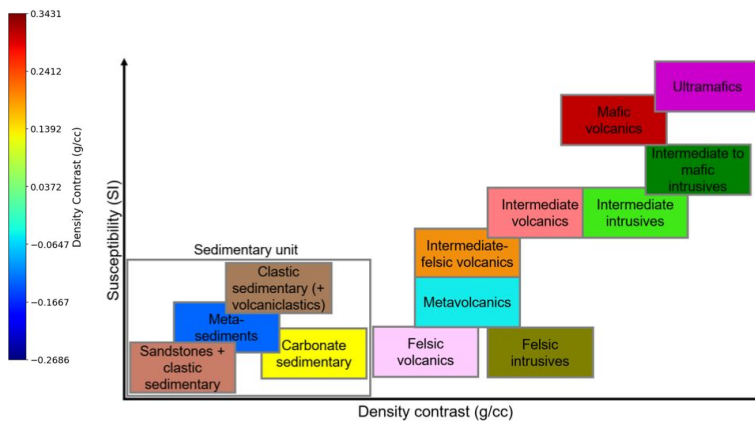 0.3431
0.2412
0.1392
0.0372
−0.0647
−0.1667
−0.2686
Density Contrast (g/cc)
Susceptibility (SI)
Ultramafics
Mafic
volcanics
Intermediate to
mafic
intrusives
Intermediate
volcanics
Intermediate
intrusives
Sedimentary unit
Intermediate-
felsic volcanics
Clastic
sedimentary (+
volcaniclastics)
Metavolcanics
Meta-
sediments
Sandstones +
clastic
sedimentary
Carbonate
sedimentary
Felsic
volcanics
Felsic
intrusives
Density contrast (g/cc)